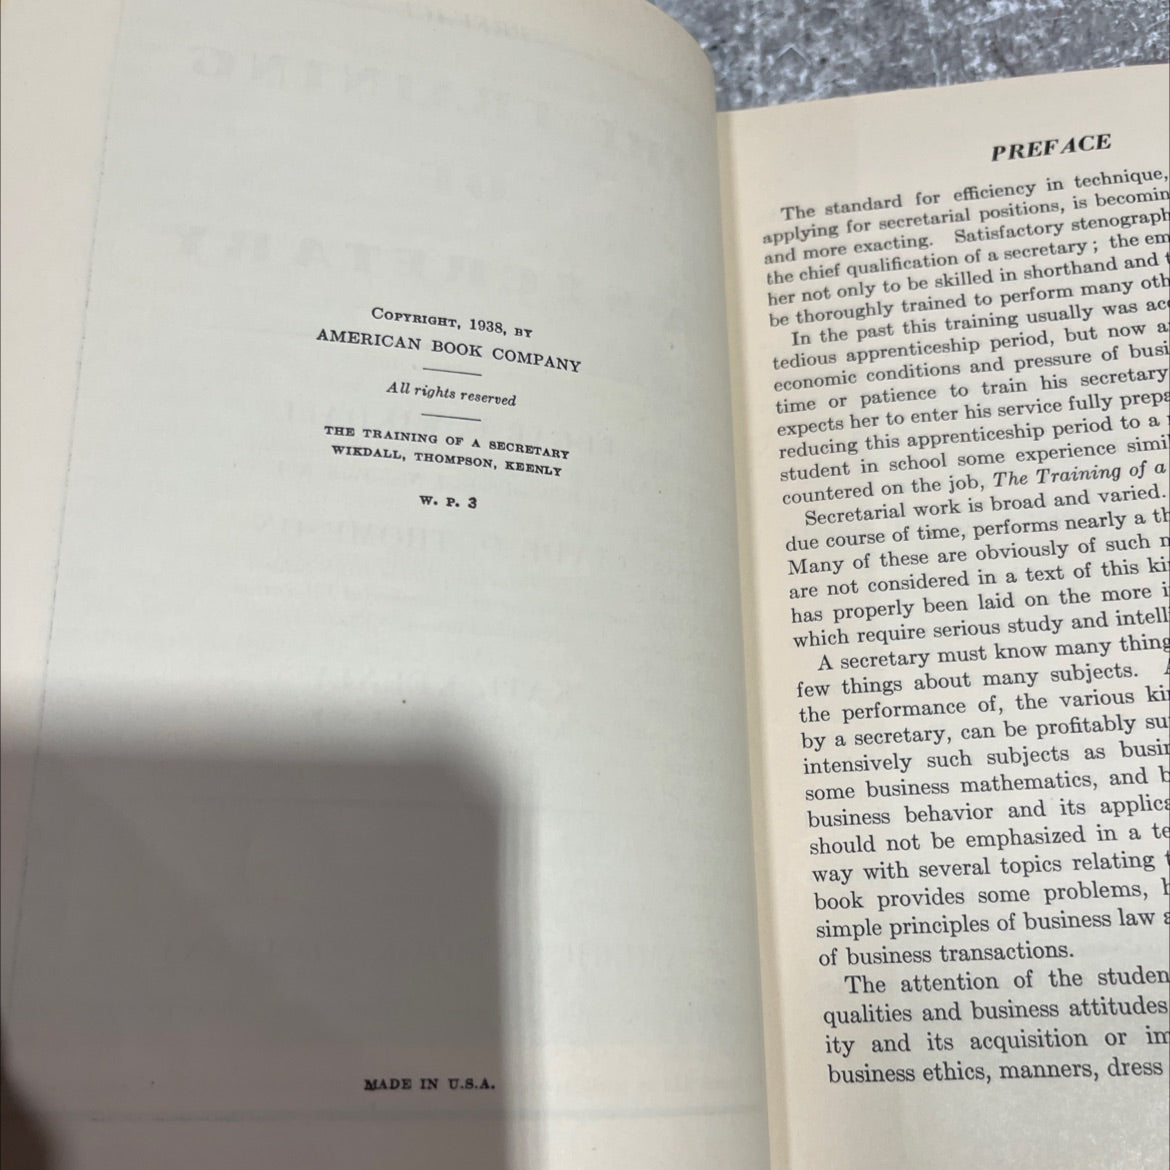 COPYRIGHT, 1938, BY
AMERICAN BOOK COMPANY
All rights reserved
THE TRAINING OF A SECRETARY
WIKDALL, THOMPSON, KEENLY
W. P. 3
MADE IN U.S.A.
PREFACE
The standard for efficiency in technique,
applying for secretarial positions, is becomin
and more exacting. Satisfactory stenograph
the chief qualification of a secretary; the em
her not only to be skilled in shorthand and t
be thoroughly trained to perform many oth
In the past this training usually was acc
tedious apprenticeship period, but now a
economic conditions and pressure of busi
time or patience to train his secretary
expects her to enter his service fully prepa
reducing this apprenticeship period to a
student in school some experience simi
countered on the job, The Training of a
Secretarial work is broad and varied.
due course of time, performs nearly a th
Many of these are obviously of such n
are not considered in a text of this ki
has properly been laid on the more i
which require serious study and intell
A secretary must know many thing
few things about many subjects.
the performance of, the various ki
by a secretary, can be profitably su
intensively such subjects as busi
some business mathematics, and b
business behavior and its applica
should not be emphasized in a te
way with several topics relating t
book provides some problems, b
simple principles of business law a
of business transactions.
The attention of the studen
qualities and business attitudes
ity and its acquisition or im
business ethics, manners, dress